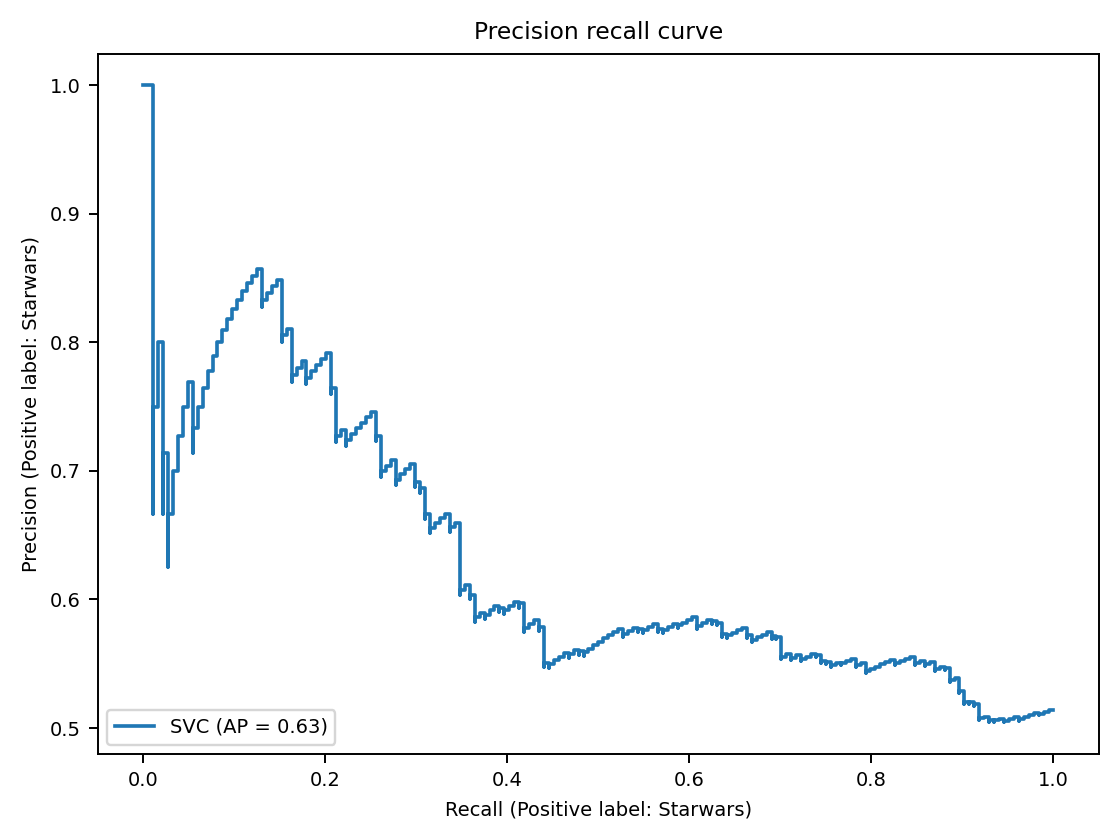 Precision recall curve
1.0
0.9
0.8
0.7
0.6
0.5
Precision (Positive label: Starwars)
SVC (AP = 0.63)
0.0 0.2 0.4 0.6 0.8 1.0
Recall (Positive label: Starwars)